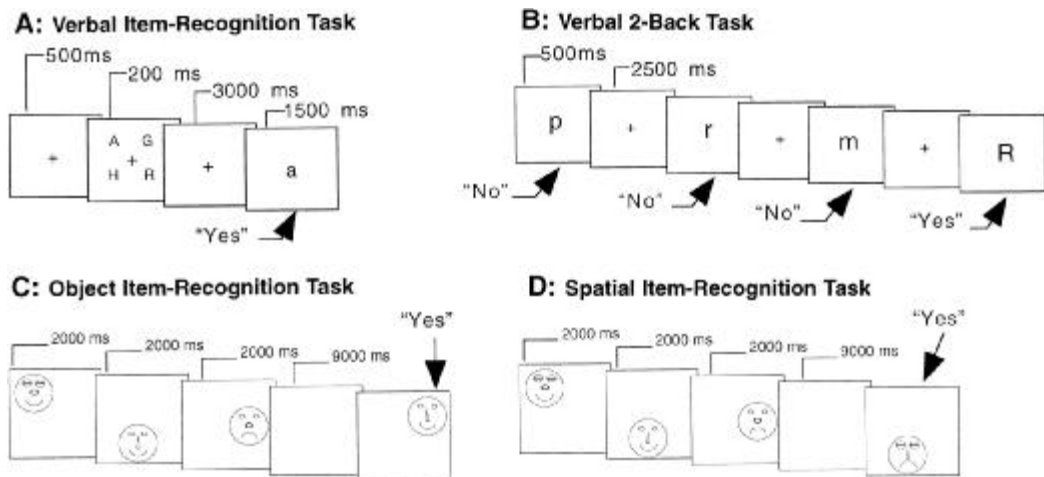 A: Verbal Item-Recognition Task
500ms
200 ms
3000 ms
1500 ms
+
A G
+
H R
+
a
"Yes"
B: Verbal 2-Back Task
500ms
2500 ms
p
+
r
+
m
+
R
"No"
"No"
"No"
"Yes"
C: Object Item-Recognition Task
"Yes"
2000 ms
2000 ms
2000 ms
9000 ms
D: Spatial Item-Recognition Task
"Yes"
2000 ms
2000 ms
2000 ms
9000 ms